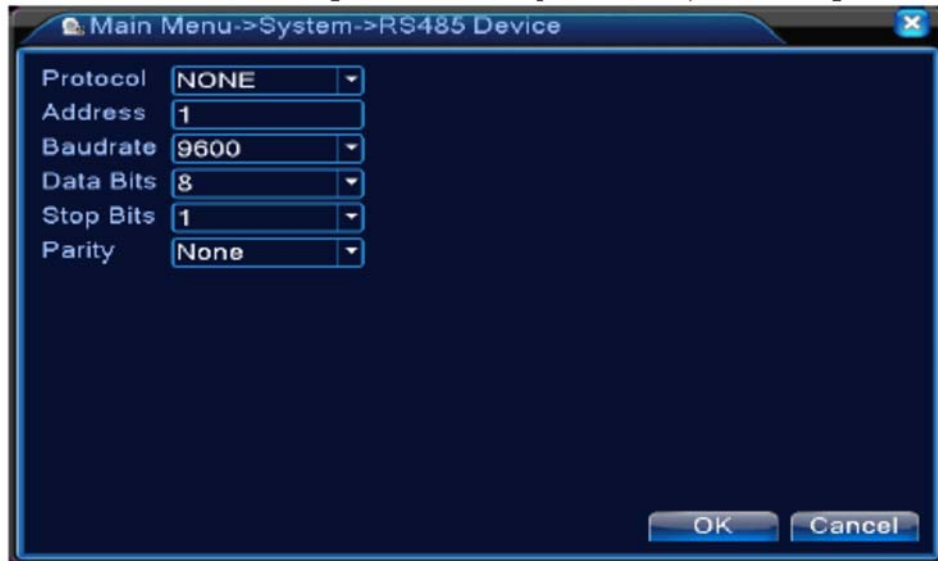 Main Menu->System->RS485 Device
Protocol NONE
Address 1
Baudrate 9600
Data Bits 8
Stop Bits 1
Parity None
OK Cancel